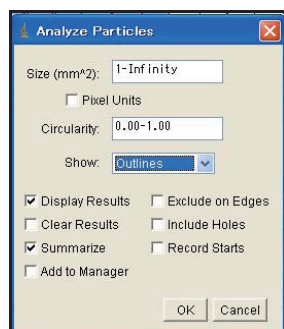 Analyze Particles
Size (mm^2): 1-Infinity
Pixel Units
Circularity: 0.00-1.00
Show: Outlines
Display Results Exclude on Edges
Clear Results Include Holes
Summarize Record Starts
Add to Manager
OK Cancel